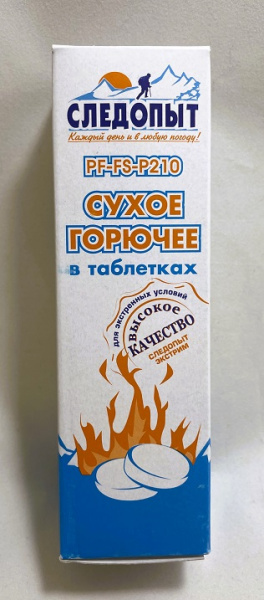 СЛЕДОПЫТ
Каждый день и в любую погоду!
PF-FS-P210
СУХОЕ
ГОРЮЧЕЕ
в таблетках
для экстренных условий
ВЫСОКОЕ
КАЧЕСТВО
СЛЕДОПЫТ
ЭКСТРИМ